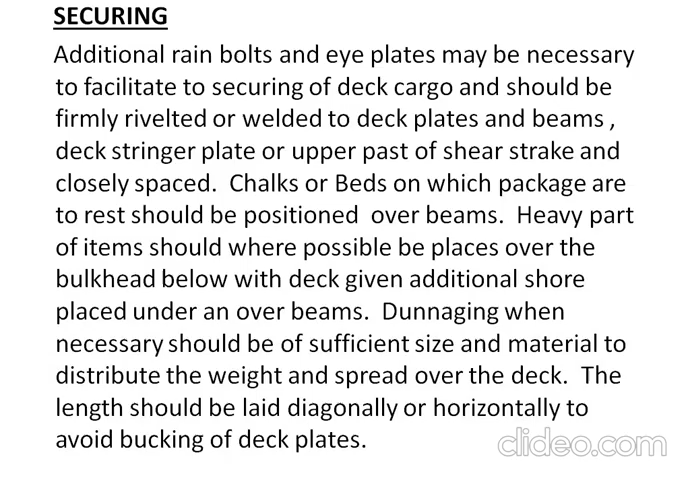 SECURING
Additional rain bolts and eye plates may be necessary
to facilitate to securing of deck cargo and should be
firmly rivelted or welded to deck plates and beams ,
deck stringer plate or upper past of shear strake and
closely spaced.  Chalks or Beds on which package are
to rest should be positioned  over beams.  Heavy part
of items should where possible be places over the
bulkhead below with deck given additional shore
placed under an over beams.  Dunnaging when
necessary should be of sufficient size and material to
distribute the weight and spread over the deck.  The
length should be laid diagonally or horizontally to
avoid bucking of deck plates.
clideo.com